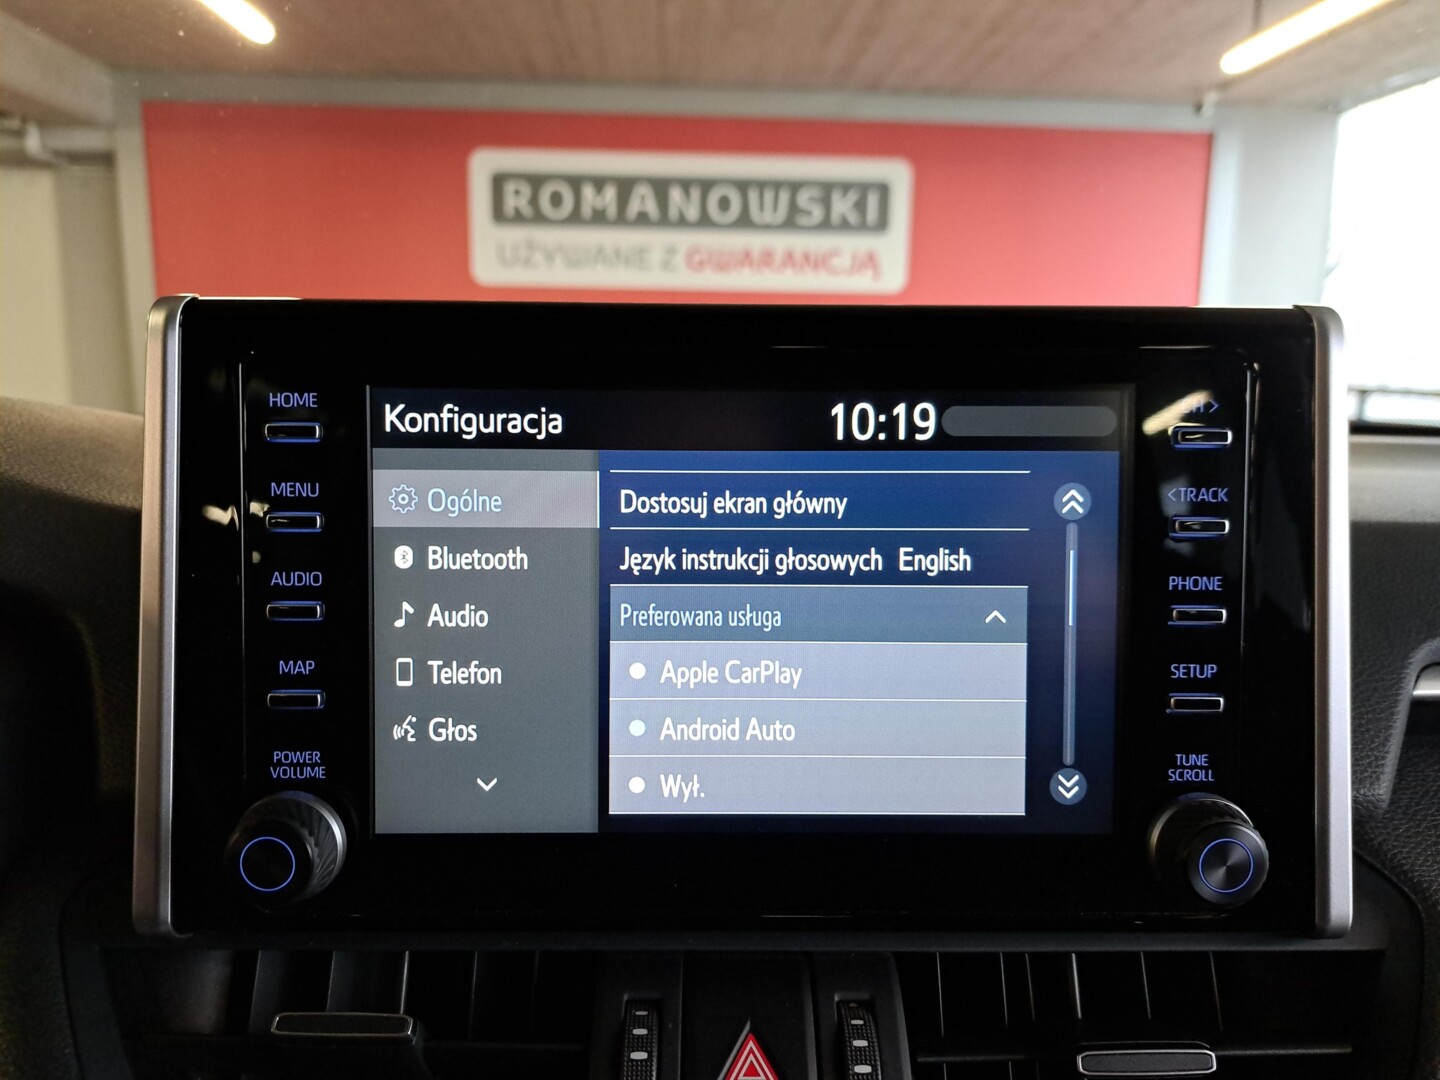 ROMANOWSKI
UŻYWANE Z GWARANCJĄ
HOME
MENU
AUDIO
MAP
POWER
VOLUME
Konfiguracja
10:19
Ogólne
Bluetooth
Audio
Telefon
Głos
Dostosuj ekran główny
Język instrukcji głosowych English
Preferowana usługa
Apple CarPlay
Android Auto
Wył.
<TRACK
PHONE
SETUP
TUNE
SCROLL